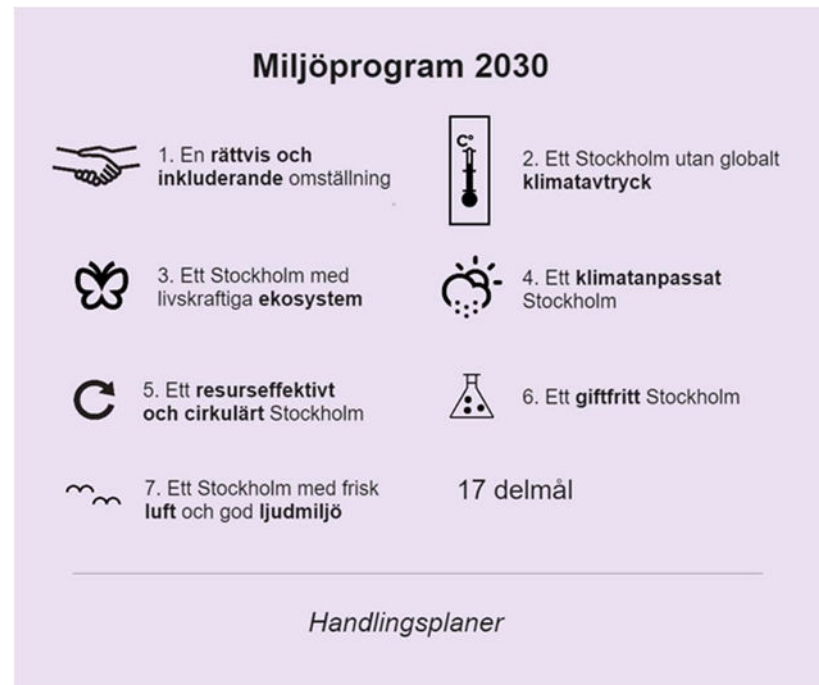 Miljöprogram 2030
1. En rättvis och
inkluderande omställning
2. Ett Stockholm utan globalt
klimatavtryck
3. Ett Stockholm med
livskraftiga ekosystem
4. Ett klimatanpassat
Stockholm
5. Ett resurseffektivt
och cirkulärt Stockholm
6. Ett giftfritt Stockholm
7. Ett Stockholm med frisk
luft och god ljudmiljö
17 delmål
Handlingsplaner
C°